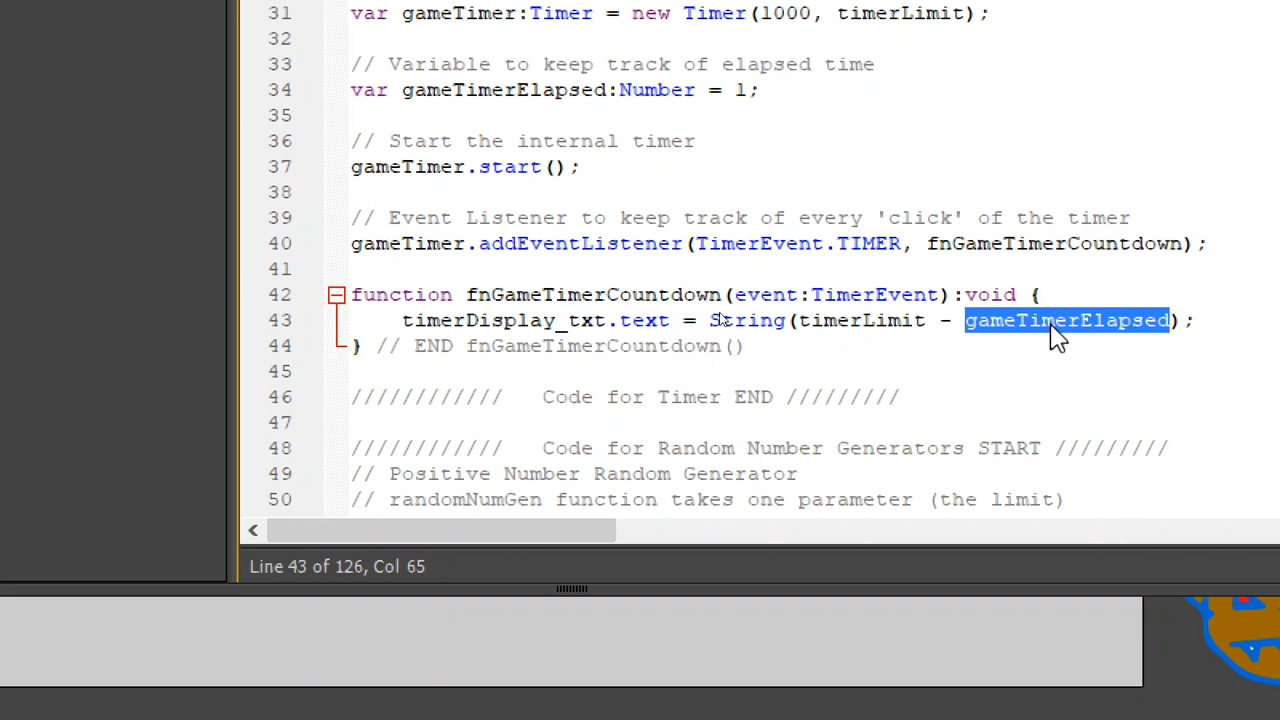 31 var gameTimer:Timer = new Timer(1000, timerLimit);
32
33 // Variable to keep track of elapsed time
34 var gameTimerElapsed:Number = 1;
35
36 // Start the internal timer
37 gameTimer.start();
38
39 // Event Listener to keep track of every 'click' of the timer
40 gameTimer.addEventListener(TimerEvent.TIMER, fnGameTimerCountdown);
41
42 function fnGameTimerCountdown(event:TimerEvent):void {
43 timerDisplay_txt.text = String(timerLimit - gameTimerElapsed);
44 } // END fnGameTimerCountdown()
45
46 //////////// Code for Timer END /////////
47
48 //////////// Code for Random Number Generators START /////////
49 // Positive Number Random Generator
50 // randomNumGen function takes one parameter (the limit)
Line 43 of 126, Col 65